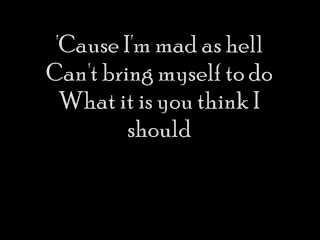 'Cause I'm mad as hell
Can't bring myself to do
What it is you think I
should